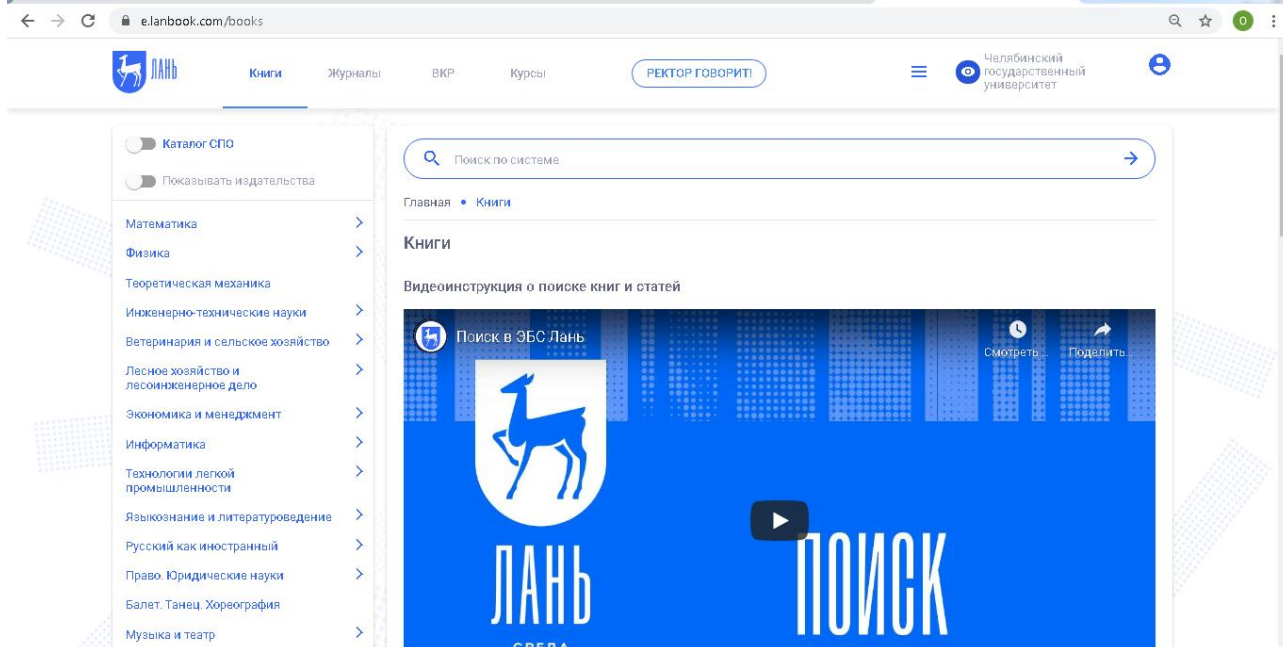 e.lanbook.com/books
О
ЛАНЬ
Книги
Журналы
ВКР
Курсы
РЕКТОР ГОВОРИТ!
Челябинский
государственный
университет
Каталог СПО
Показывать издательства
Математика
Физика
Теоретическая механика
Инженерно-технические науки
Ветеринария и сельское хозяйство
Лесное хозяйство и
лесоинженерное дело
Экономика и менеджмент
Информатика
Технологии легкой
промышленности
Языкознание и литературоведение
Русский как иностранный
Право. Юридические науки
Балет. Танец. Хореография
Музыка и театр
Поиск по системе
Главная • Книги
Книги
Видеоинструкция о поиске книг и статей
Поиск в ЭБС Лань
Смотреть ...
Поделить...
ЛАНЬ
ПОИСК
СРЕДА